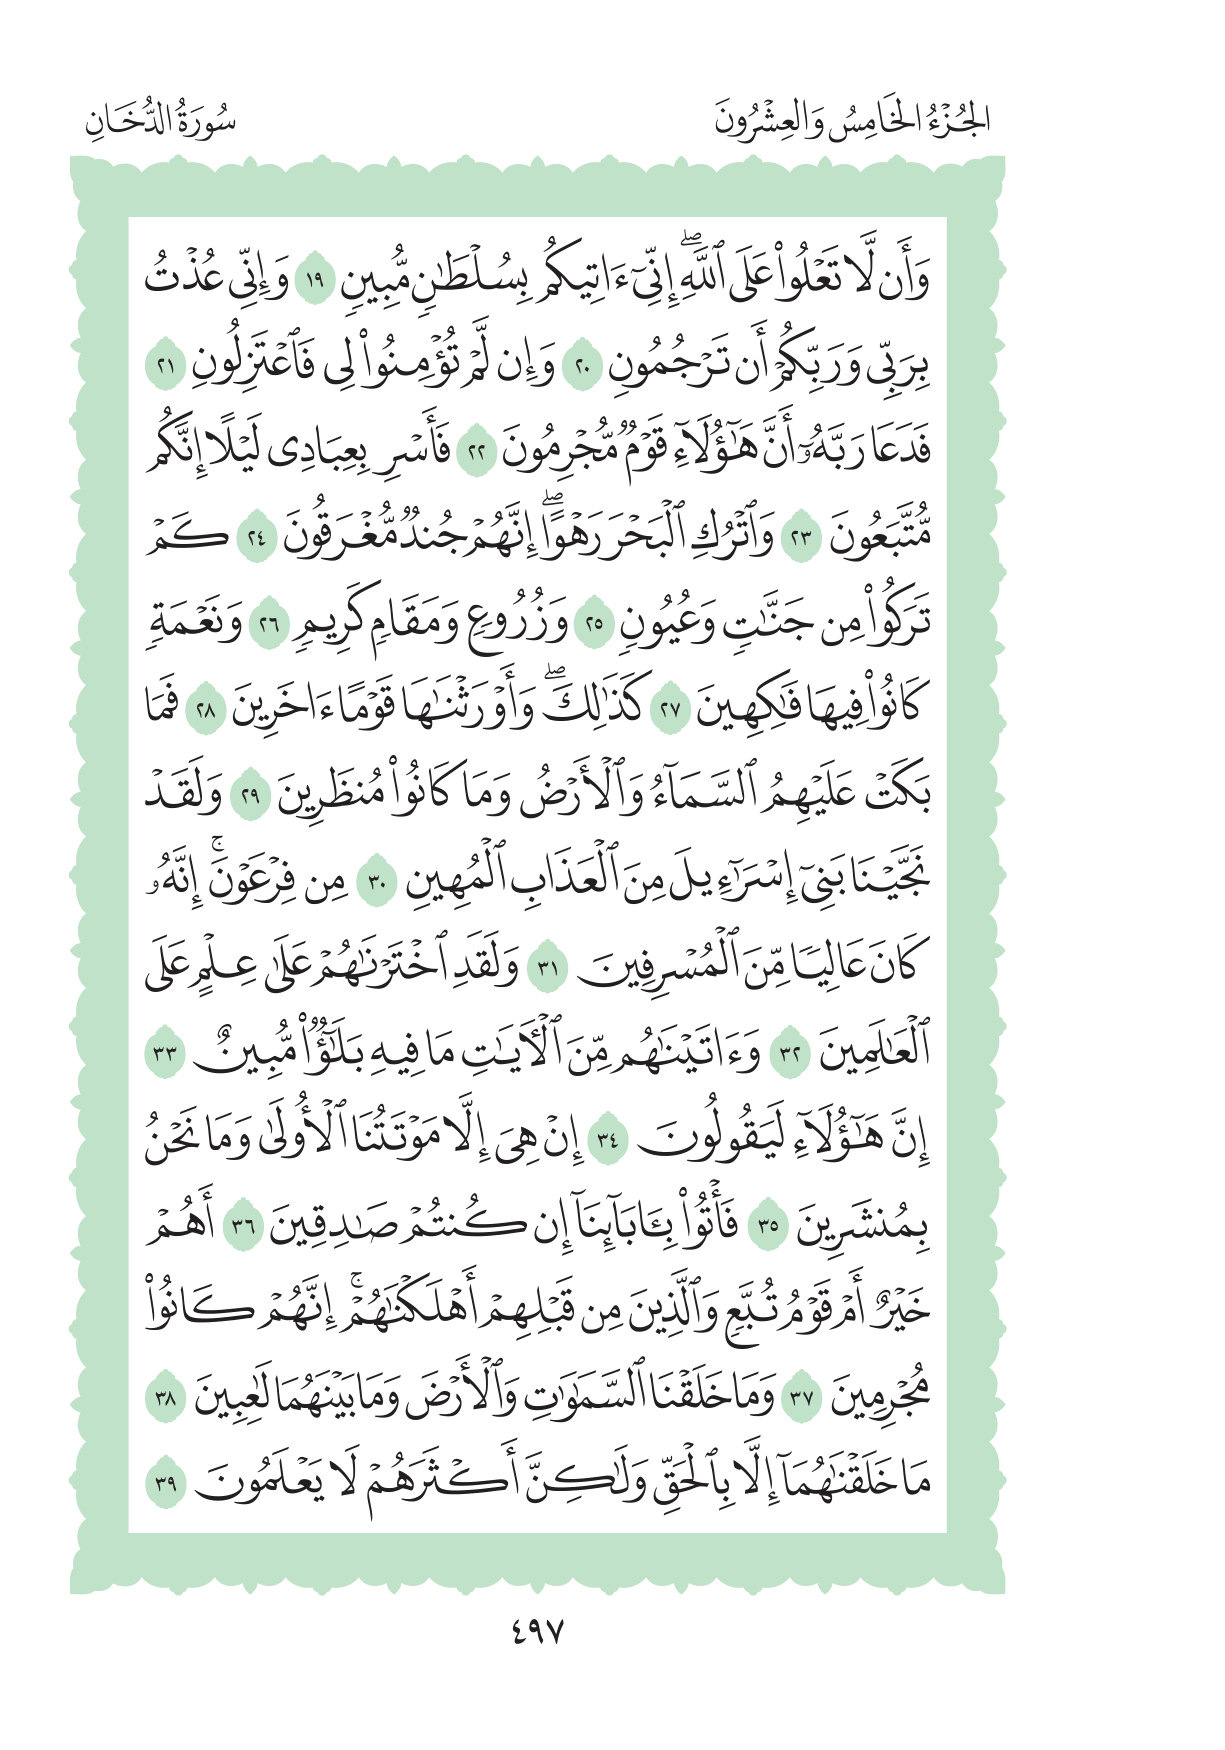 الجُزْءُ الخَامِسُ وَالعِشْرُونَ
سُورَةُ الدُّخَانِ
وَأَن لَّا تَعْلُوا۟ عَلَى ٱللَّهِ ۖ إِنِّىٓ ءَاتِيكُم بِسُلْطَـٰنٍ مُّبِينٍ ١٩ وَإِنِّى عُذْتُ
بِرَبِّى وَرَبِّكُمْ أَن تَرْجُمُونِ ٢٠ وَإِن لَّمْ تُؤْمِنُوا۟ لِى فَٱعْتَزِلُونِ ٢١
فَدَعَا رَبَّهُۥٓ أَنَّ هَـٰٓؤُلَآءِ قَوْمٌ مُّجْرِمُونَ ٢٢ فَأَسْرِ بِعِبَادِى لَيْلًا إِنَّكُم
مُّتَّبَعُونَ ٢٣ وَٱتْرُكِ ٱلْبَحْرَ رَهْوًا ۖ إِنَّهُمْ جُندٌ مُّغْرَقُونَ ٢٤ كَمْ
تَرَكُوا۟ مِن جَنَّـٰتٍ وَعُيُونٍ ٢٥ وَزُرُوعٍ وَمَقَامٍ كَرِيمٍ ٢٦ وَنَعْمَةٍ
كَانُوا۟ فِيهَا فَـٰكِهِينَ ٢٧ كَذَٰلِكَ ۖ وَأَوْرَثْنَـٰهَا قَوْمًا ءَاخَرِينَ ٢٨ فَمَا
بَكَتْ عَلَيْهِمُ ٱلسَّمَآءُ وَٱلْأَرْضُ وَمَا كَانُوا۟ مُنظَرِينَ ٢٩ وَلَقَدْ
نَجَّيْنَا بَنِىٓ إِسْرَٰٓءِيلَ مِنَ ٱلْعَذَابِ ٱلْمُهِينِ ٣٠ مِن فِرْعَوْنَ ۚ إِنَّهُۥ
كَانَ عَالِيًا مِّنَ ٱلْمُسْرِفِينَ ٣١ وَلَقَدِ ٱخْتَرْنَـٰهُمْ عَلَىٰ عِلْمٍ عَلَى
ٱلْعَـٰلَمِينَ ٣٢ وَءَاتَيْنَـٰهُم مِّنَ ٱلْـَٔايَـٰتِ مَا فِيهِ بَلَـٰٓؤٌا۟ مُّبِينٌ ٣٣
إِنَّ هَـٰٓؤُلَآءِ لَيَقُولُونَ ٣٤ إِنْ هِىَ إِلَّا مَوْتَتُنَا ٱلْأُولَىٰ وَمَا نَحْنُ
بِمُنشَرِينَ ٣٥ فَأْتُوا۟ بِـَٔابَآئِنَآ إِن كُنتُمْ صَـٰدِقِينَ ٣٦ أَهُمْ
خَيْرٌ أَمْ قَوْمُ تُبَّعٍ وَٱلَّذِينَ مِن قَبْلِهِمْ أَهْلَكْنَـٰهُمْ ۚ إِنَّهُمْ كَانُوا۟
مُجْرِمِينَ ٣٧ وَمَا خَلَقْنَا ٱلسَّمَـٰوَٰتِ وَٱلْأَرْضَ وَمَا بَيْنَهُمَا لَـٰعِبِينَ ٣٨
مَا خَلَقْنَـٰهُمَآ إِلَّا بِٱلْحَقِّ وَلَـٰكِنَّ أَكْثَرَهُمْ لَا يَعْلَمُونَ ٣٩
٤٩٧